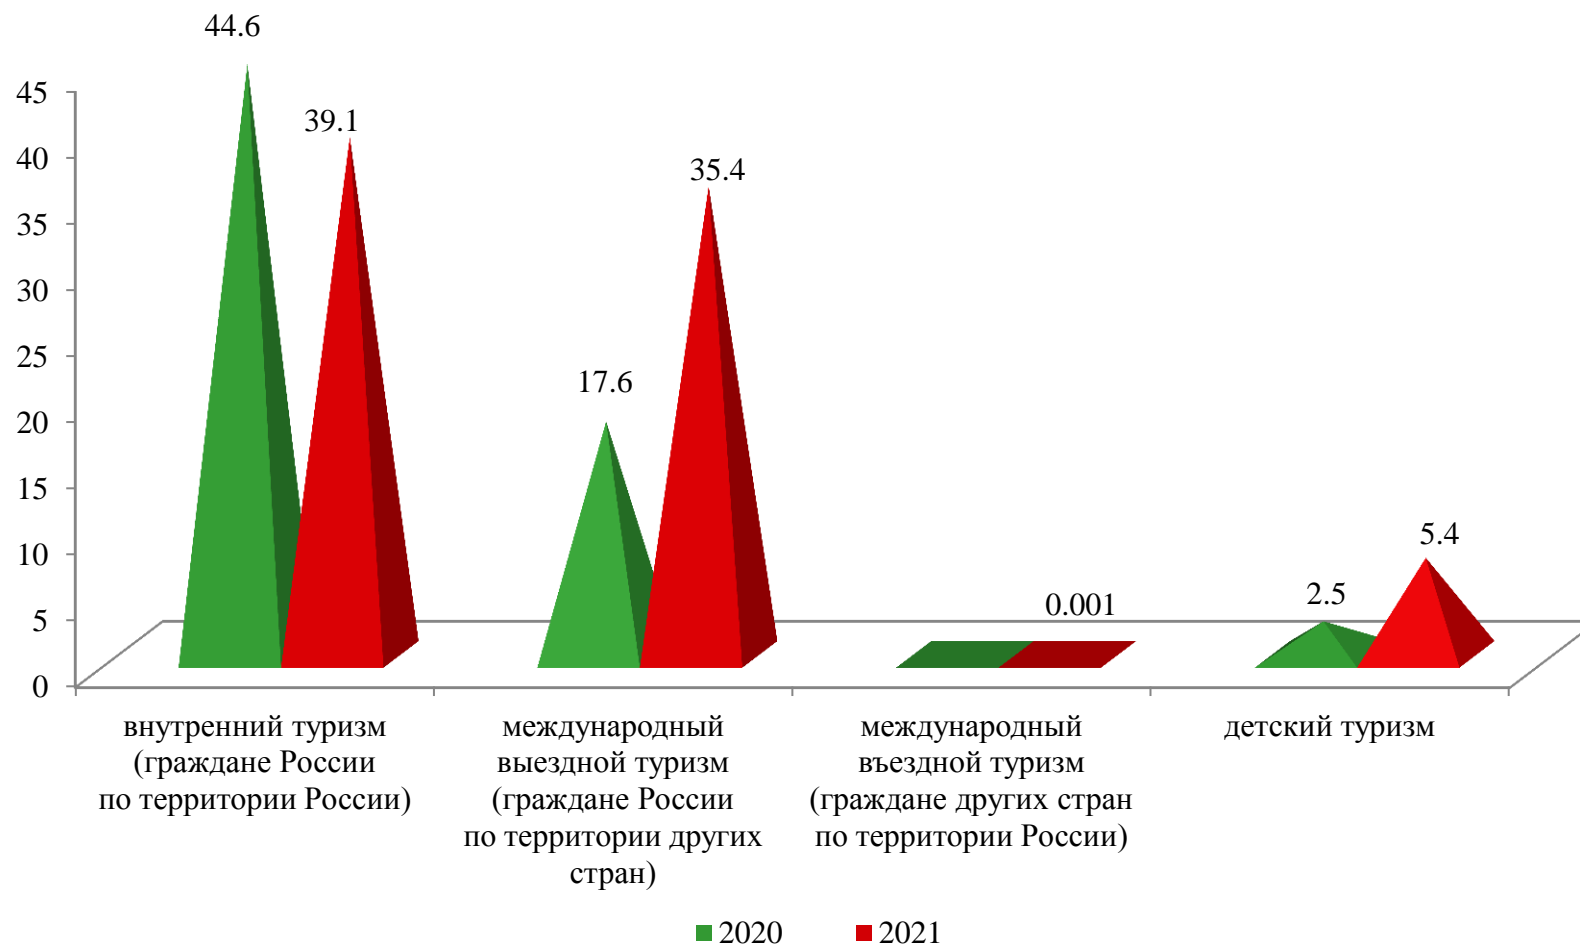 44.6
39.1
35.4
17.6
0.001
2.5
5.4
45
40
35
30
25
20
15
10
5
0
внутренний туризм
(граждане России
по территории России)
международный
выездной туризм
(граждане России
по территории других
стран)
международный
въездной туризм
(граждане других стран
по территории России)
детский туризм
2020
2021